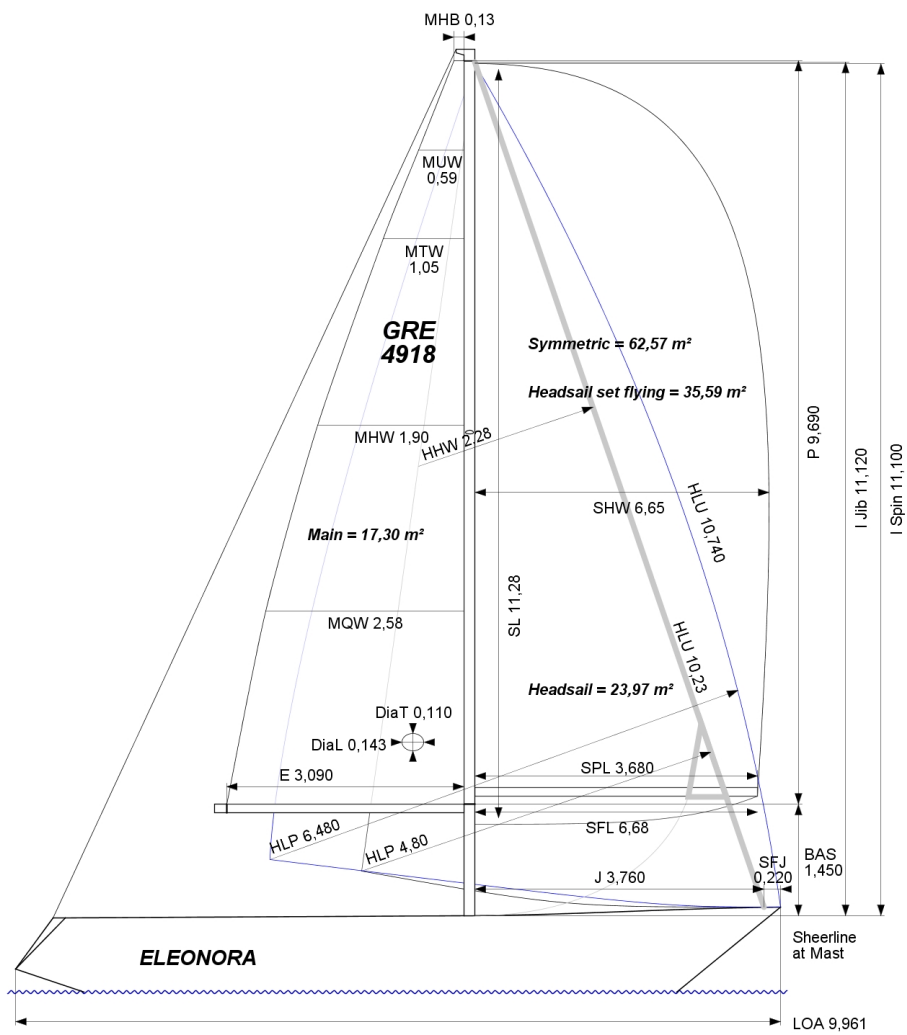 MHB 0,13
MUW
0,59
MTW
1,05
GRE
4918
Symmetric = 62,57 m²
Headsail set flying = 35,59 m²
MHW 1,90
HHW 2,28
P 9,690
I Jib 11,120
I Spin 11,100
SHW 6,65
HLU 10,740
Main = 17,30 m²
SL 11,28
MQW 2,58
HLU 10,23
Headsail = 23,97 m²
DiaT 0,110
DiaL 0,143
E 3,090
SPL 3,680
SFL 6,68
HLP 6,480
HLP 4,80
J 3,760
SFJ
0,220
BAS
1,450
Sheerline
at Mast
ELEONORA
LOA 9,961